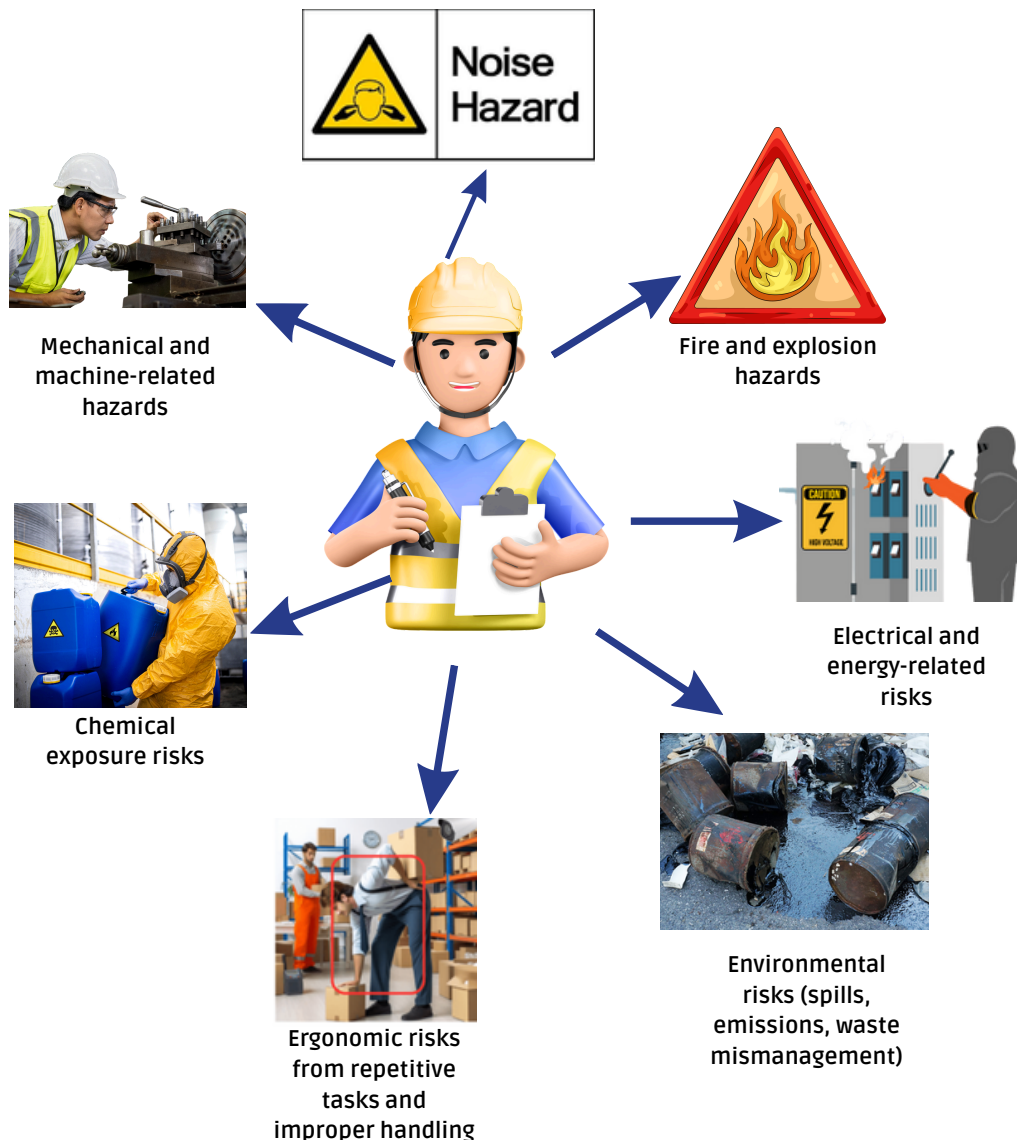 Noise
Hazard
Mechanical and
machine-related
hazards
Fire and explosion
hazards
CAUTION
HIGH VOLTAGE
Electrical and
energy-related
risks
Chemical
exposure risks
Environmental
risks (spills,
emissions, waste
mismanagement)
Ergonomic risks
from repetitive
tasks and
improper handling